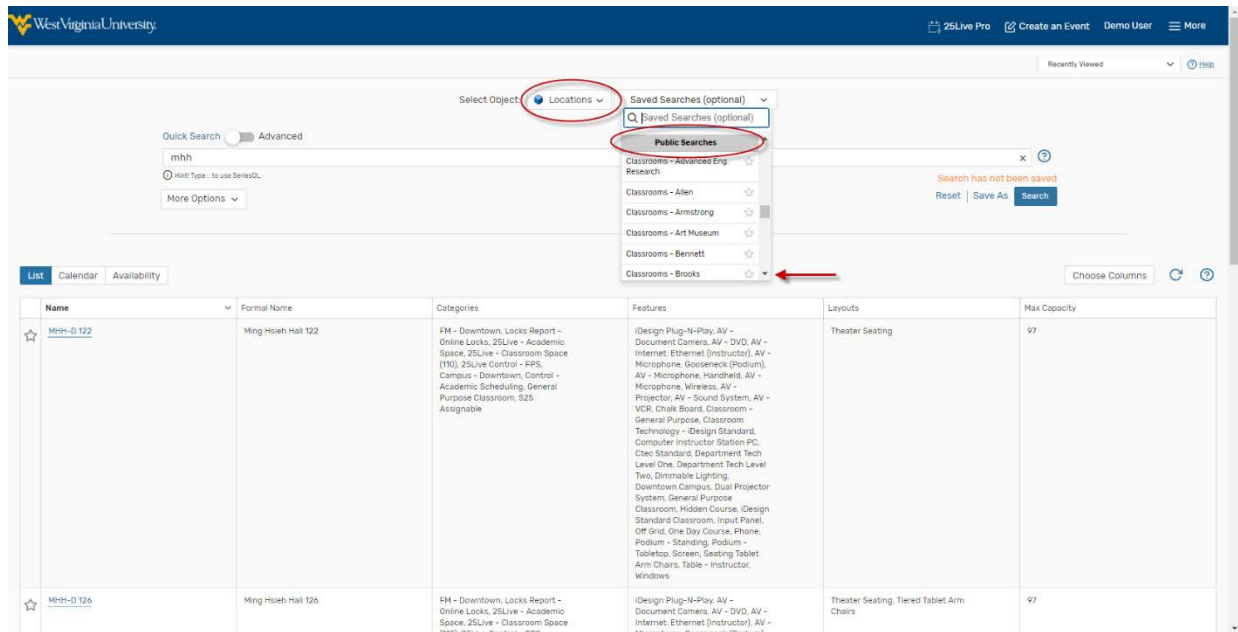 WestVirginiaUniversity.
25Live Pro Create an Event Demo User More
Recently Viewed Help
Select Object: Locations Saved Searches (optional)
Saved Searches (optional)
Public Searches
Classrooms - Advanced Eng.
Research
Classrooms - Allen
Classrooms - Armstrong
Classrooms - Art Museum
Classrooms - Bennett
Classrooms - Brooks
Quick Search Advanced
mhh
Hint! Type :: to use SeriesQL.
More Options
Search has not been saved
Reset Save As Search
List Calendar Availability
Choose Columns
Name Formal Name Categories Features Layouts Max Capacity
MHH-D 122
Ming Hsieh Hall 122
FM - Downtown, Locks Report -
Online Locks, 25Live - Academic
Space, 25Live - Classroom Space
(110), 25Live Control - FPS,
Campus - Downtown, Control -
Academic Scheduling, General
Purpose Classroom, S25
Assignable
iDesign Plug-N-Play, AV -
Document Camera, AV - DVD, AV -
Internet: Ethernet (Instructor), AV -
Microphone, Gooseneck (Podium),
AV - Microphone, Handheld, AV -
Microphone, Wireless, AV -
Projector, AV - Sound System, AV -
VCR, Chalk Board, Classroom -
General Purpose, Classroom
Technology - iDesign Standard,
Computer Instructor Station PC,
Ctec Standard, Department Tech
Level One, Department Tech Level
Two, Dimmable Lighting,
Downtown Campus, Dual Projector
System, General Purpose
Classroom, Hidden Course, iDesign
Standard Classroom, Input Panel,
Off Grid, One Day Course, Phone,
Podium - Standing, Podium -
Tabletop, Screen, Seating Tablet
Arm Chairs, Table - Instructor,
Windows
Theater Seating
97
MHH-D 126
Ming Hsieh Hall 126
FM - Downtown, Locks Report -
Online Locks, 25Live - Academic
Space, 25Live - Classroom Space
iDesign Plug-N-Play, AV -
Document Camera, AV - DVD, AV -
Internet: Ethernet (Instructor), AV -
Theater Seating, Tiered Tablet Arm
Chairs
97